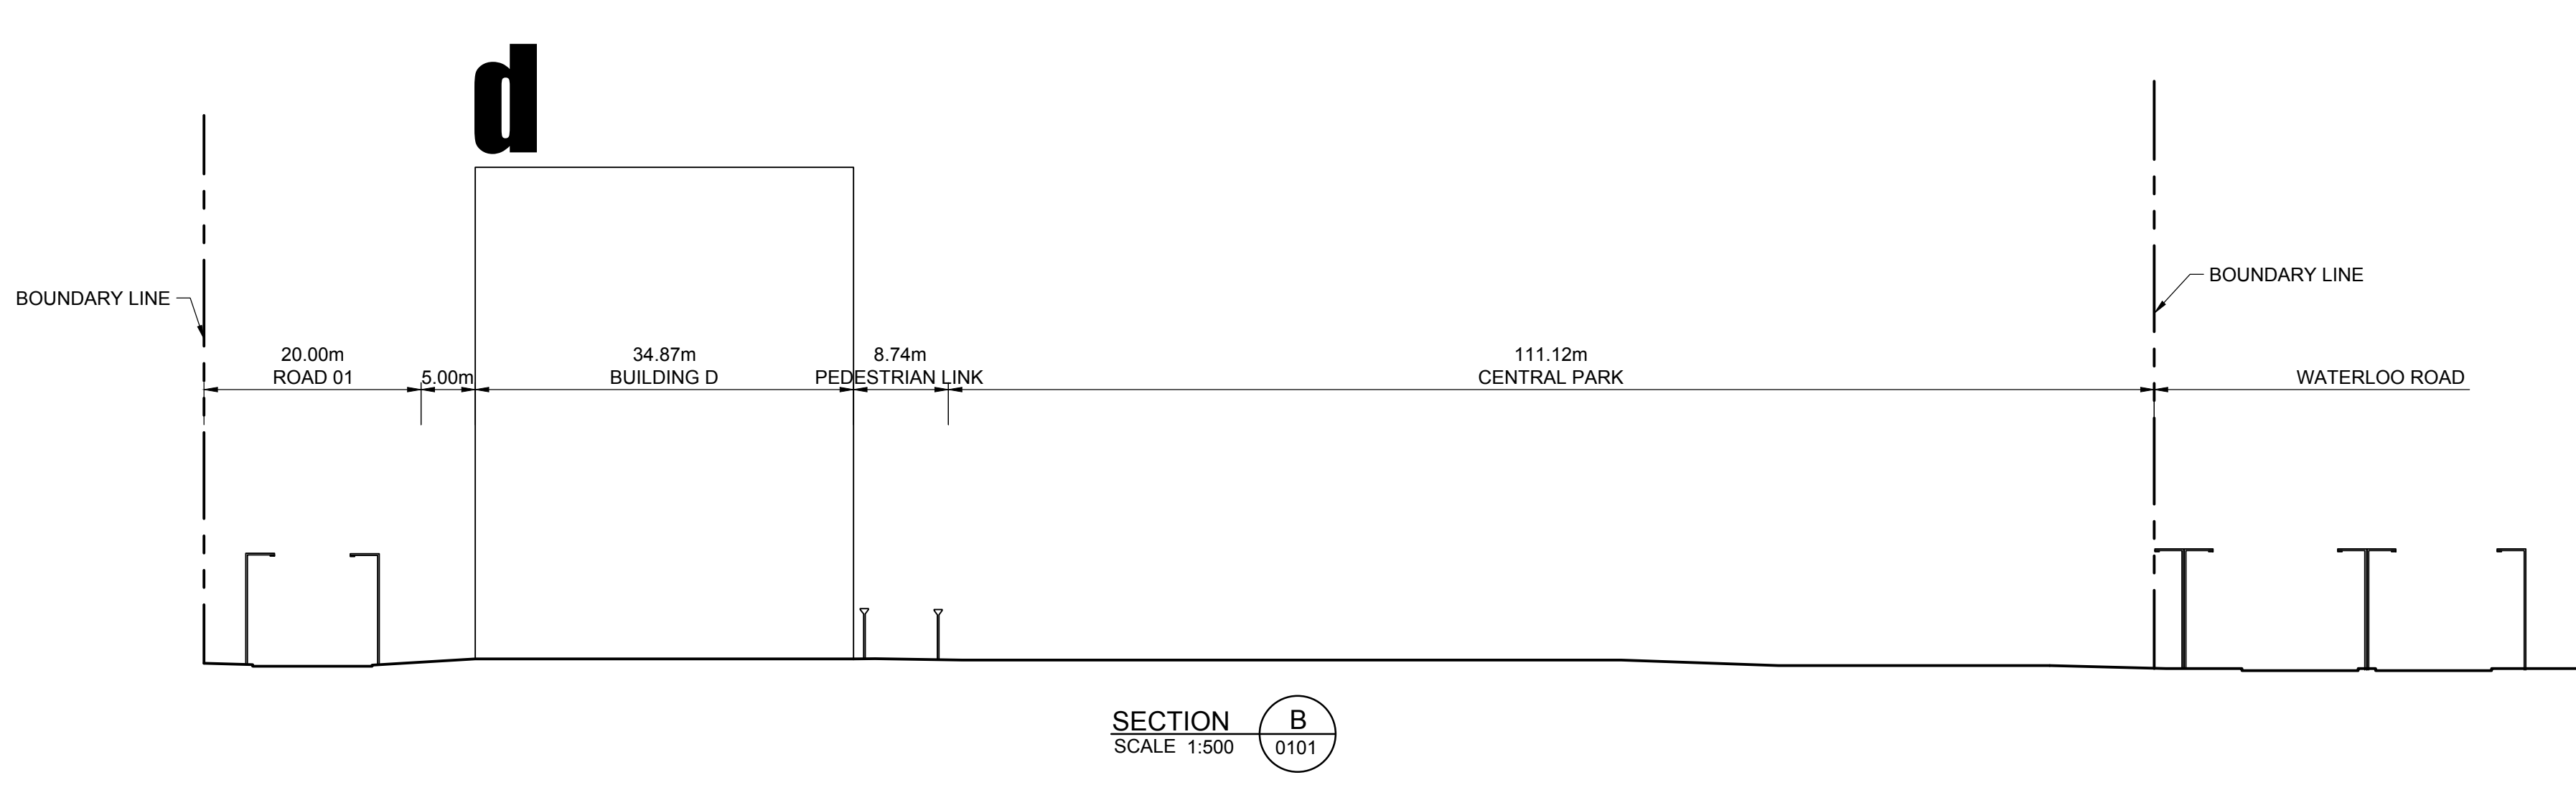 d
BOUNDARY LINE
BOUNDARY LINE
20.00m
ROAD 01
5.00m
34.87m
BUILDING D
8.74m
PEDESTRIAN LINK
111.12m
CENTRAL PARK
WATERLOO ROAD
SECTION
SCALE 1:500
B
0101